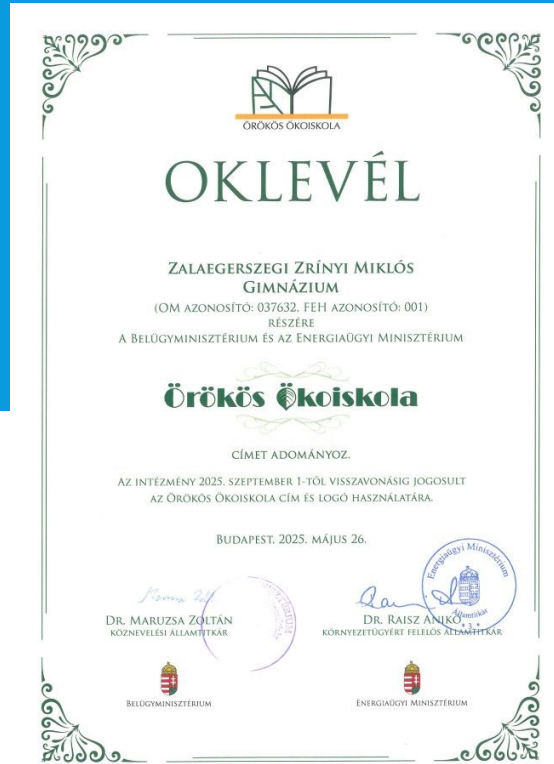 ÖRÖKÖS ÖKOISKOLA
OKLEVÉL
ZALAEGERSZEGI ZRÍNYI MIKLÓS
GIMNÁZIUM
(OM AZONOSÍTÓ: 037632, FEH AZONOSÍTÓ: 001)
RÉSZÉRE
A BELÜGYMINISZTÉRIUM ÉS AZ ENERGIAÜGYI MINISZTÉRIUM
Örökös Ökoiskola
CÍMET ADOMÁNYOZ.
AZ INTÉZMÉNY 2025. SZEPTEMBER 1-TŐL VISSZAVONÁSIG JOGOSULT
AZ ÖRÖKÖS ÖKOISKOLA CÍM ÉS LOGÓ HASZNÁLATÁRA.
BUDAPEST, 2025. MÁJUS 26.
Energiaügyi Minisztérium
Államtitkár
* 3. *
DR. MARUZSA ZOLTÁN
KÖZNEVELÉSI ÁLLAMTITKÁR
DR. RAISZ ANIKÓ
KÖRNYEZETÜGYÉRT FELELŐS ÁLLAMTITKÁR
BELÜGYMINISZTÉRIUM
ENERGIAÜGYI MINISZTÉRIUM